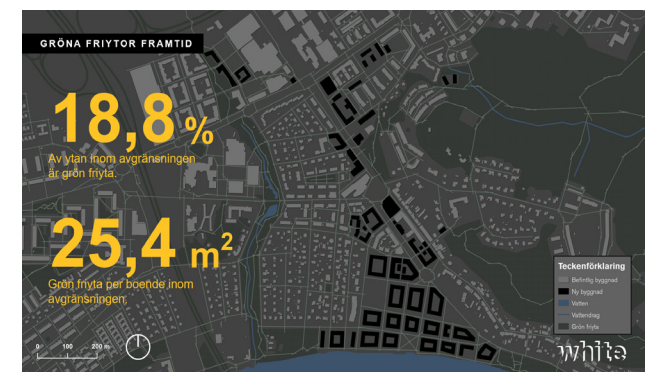 GRÖNA FRIYTOR FRAMTID
18,8 %
Av ytan inom avgränsningen
är grön friyta.
25,4 m²
Grön friyta per boende inom
avgränsningen.
Teckenförklaring
Befintlig byggnad
Ny byggnad
Vatten
Vattendrag
Grön friyta
0 100 200 m
white